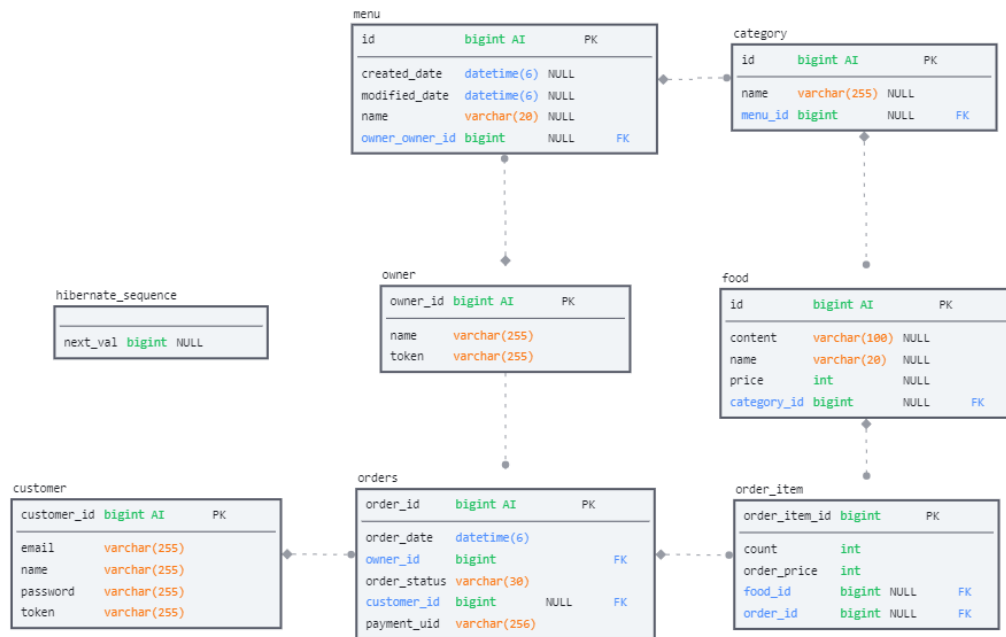 menu
id bigint AI PK
created_date datetime(6) NULL
modified_date datetime(6) NULL
name varchar(20) NULL
owner_owner_id bigint NULL FK
category
id bigint AI PK
name varchar(255) NULL
menu_id bigint NULL FK
hibernate_sequence
next_val bigint NULL
owner
owner_id bigint AI PK
name varchar(255)
token varchar(255)
food
id bigint AI PK
content varchar(100) NULL
name varchar(20) NULL
price int NULL
category_id bigint NULL FK
customer
customer_id bigint AI PK
email varchar(255)
name varchar(255)
password varchar(255)
token varchar(255)
orders
order_id bigint AI PK
order_date datetime(6)
owner_id bigint FK
order_status varchar(30)
customer_id bigint NULL FK
payment_uid varchar(256)
order_item
order_item_id bigint PK
count int
order_price int
food_id bigint NULL FK
order_id bigint NULL FK